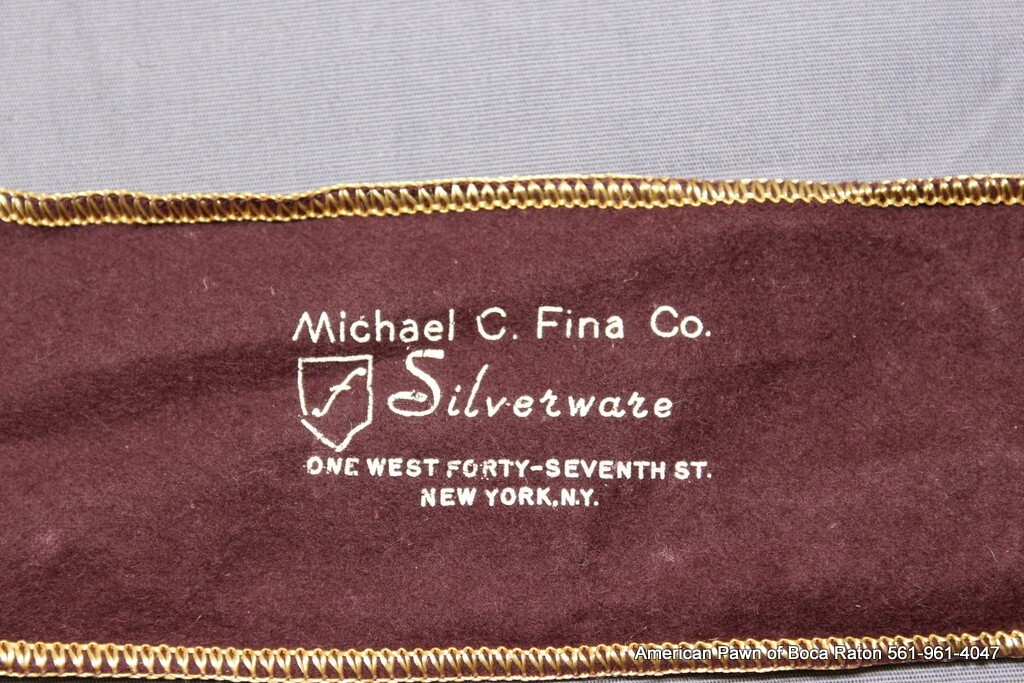 Michael C. Fina Co.
f Silverware
ONE WEST FORTY-SEVENTH ST.
NEW YORK, N.Y.
American Pawn of Boca Raton 561-961-4047